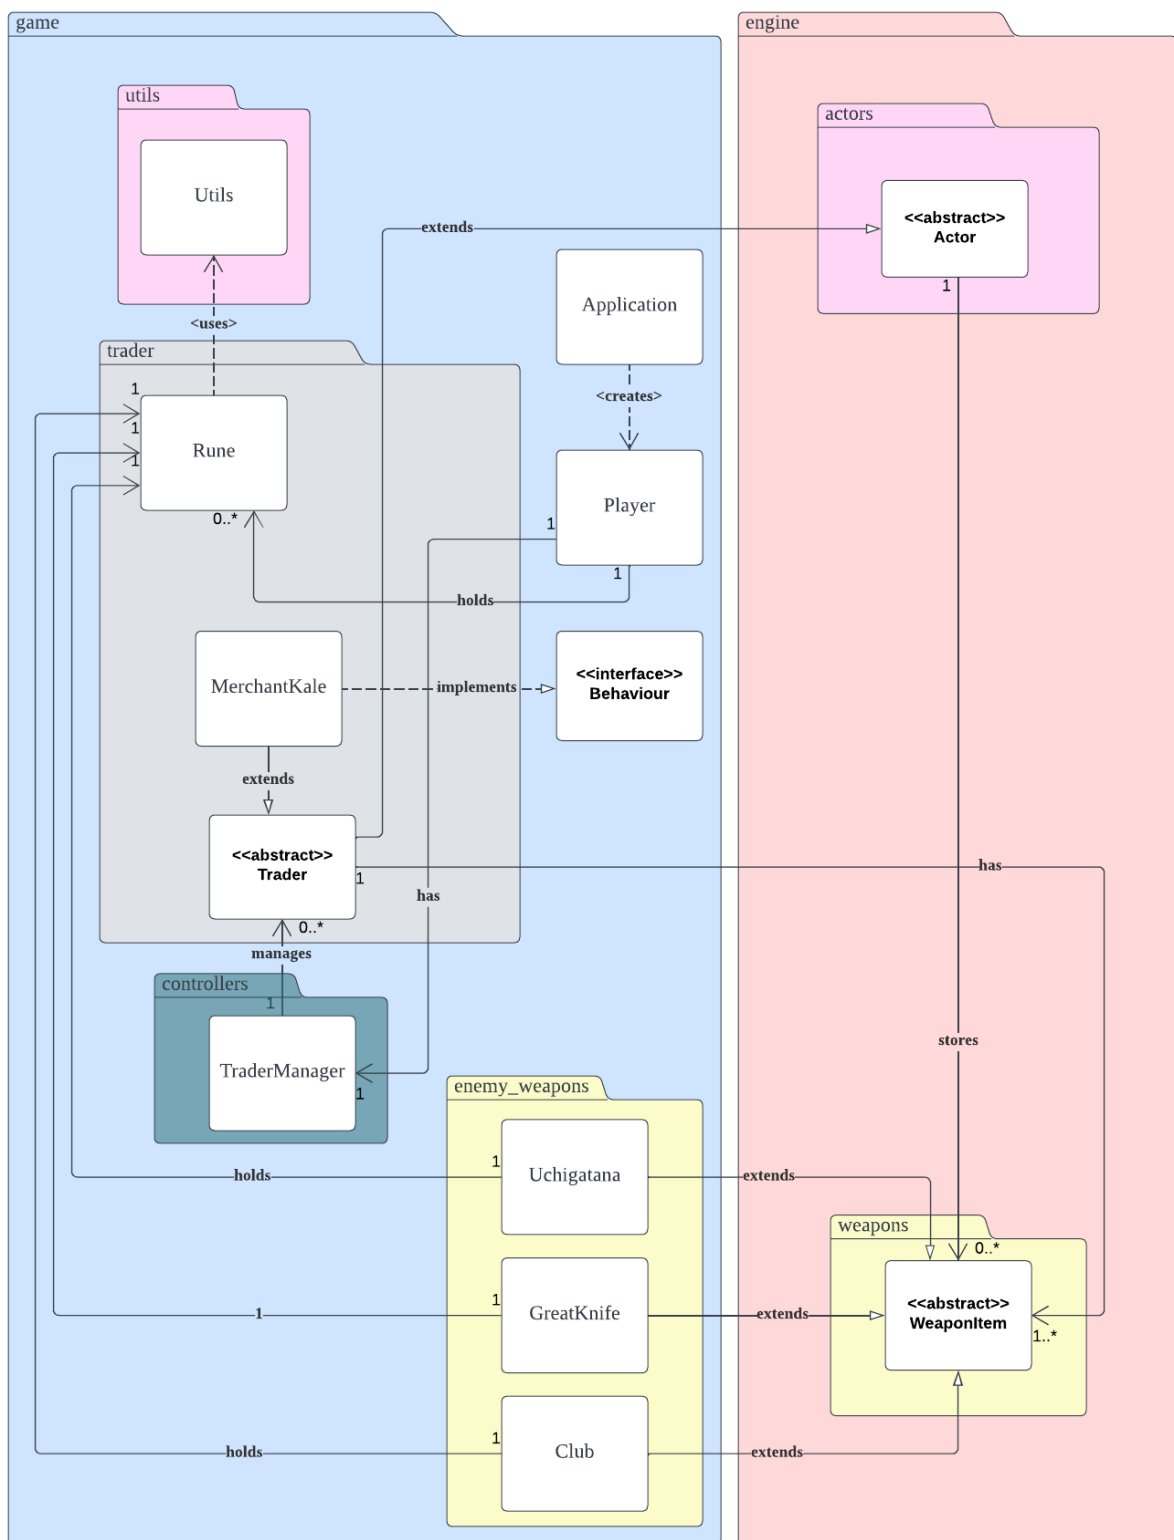 game
engine
utils
actors
Utils
<<abstract>>
Actor
extends
1
Application
<uses>
trader
<creates>
1
1
1
Rune
Player
0..*
1
1
holds
MerchantKale
implements
<<interface>>
Behaviour
extends
<<abstract>>
Trader
1
has
has
0..*
manages
controllers
1
TraderManager
1
stores
enemy_weapons
1
Uchigatana
holds
extends
weapons
0..*
1
GreatKnife
1
extends
<<abstract>>
WeaponItem
1..*
1
Club
holds
extends